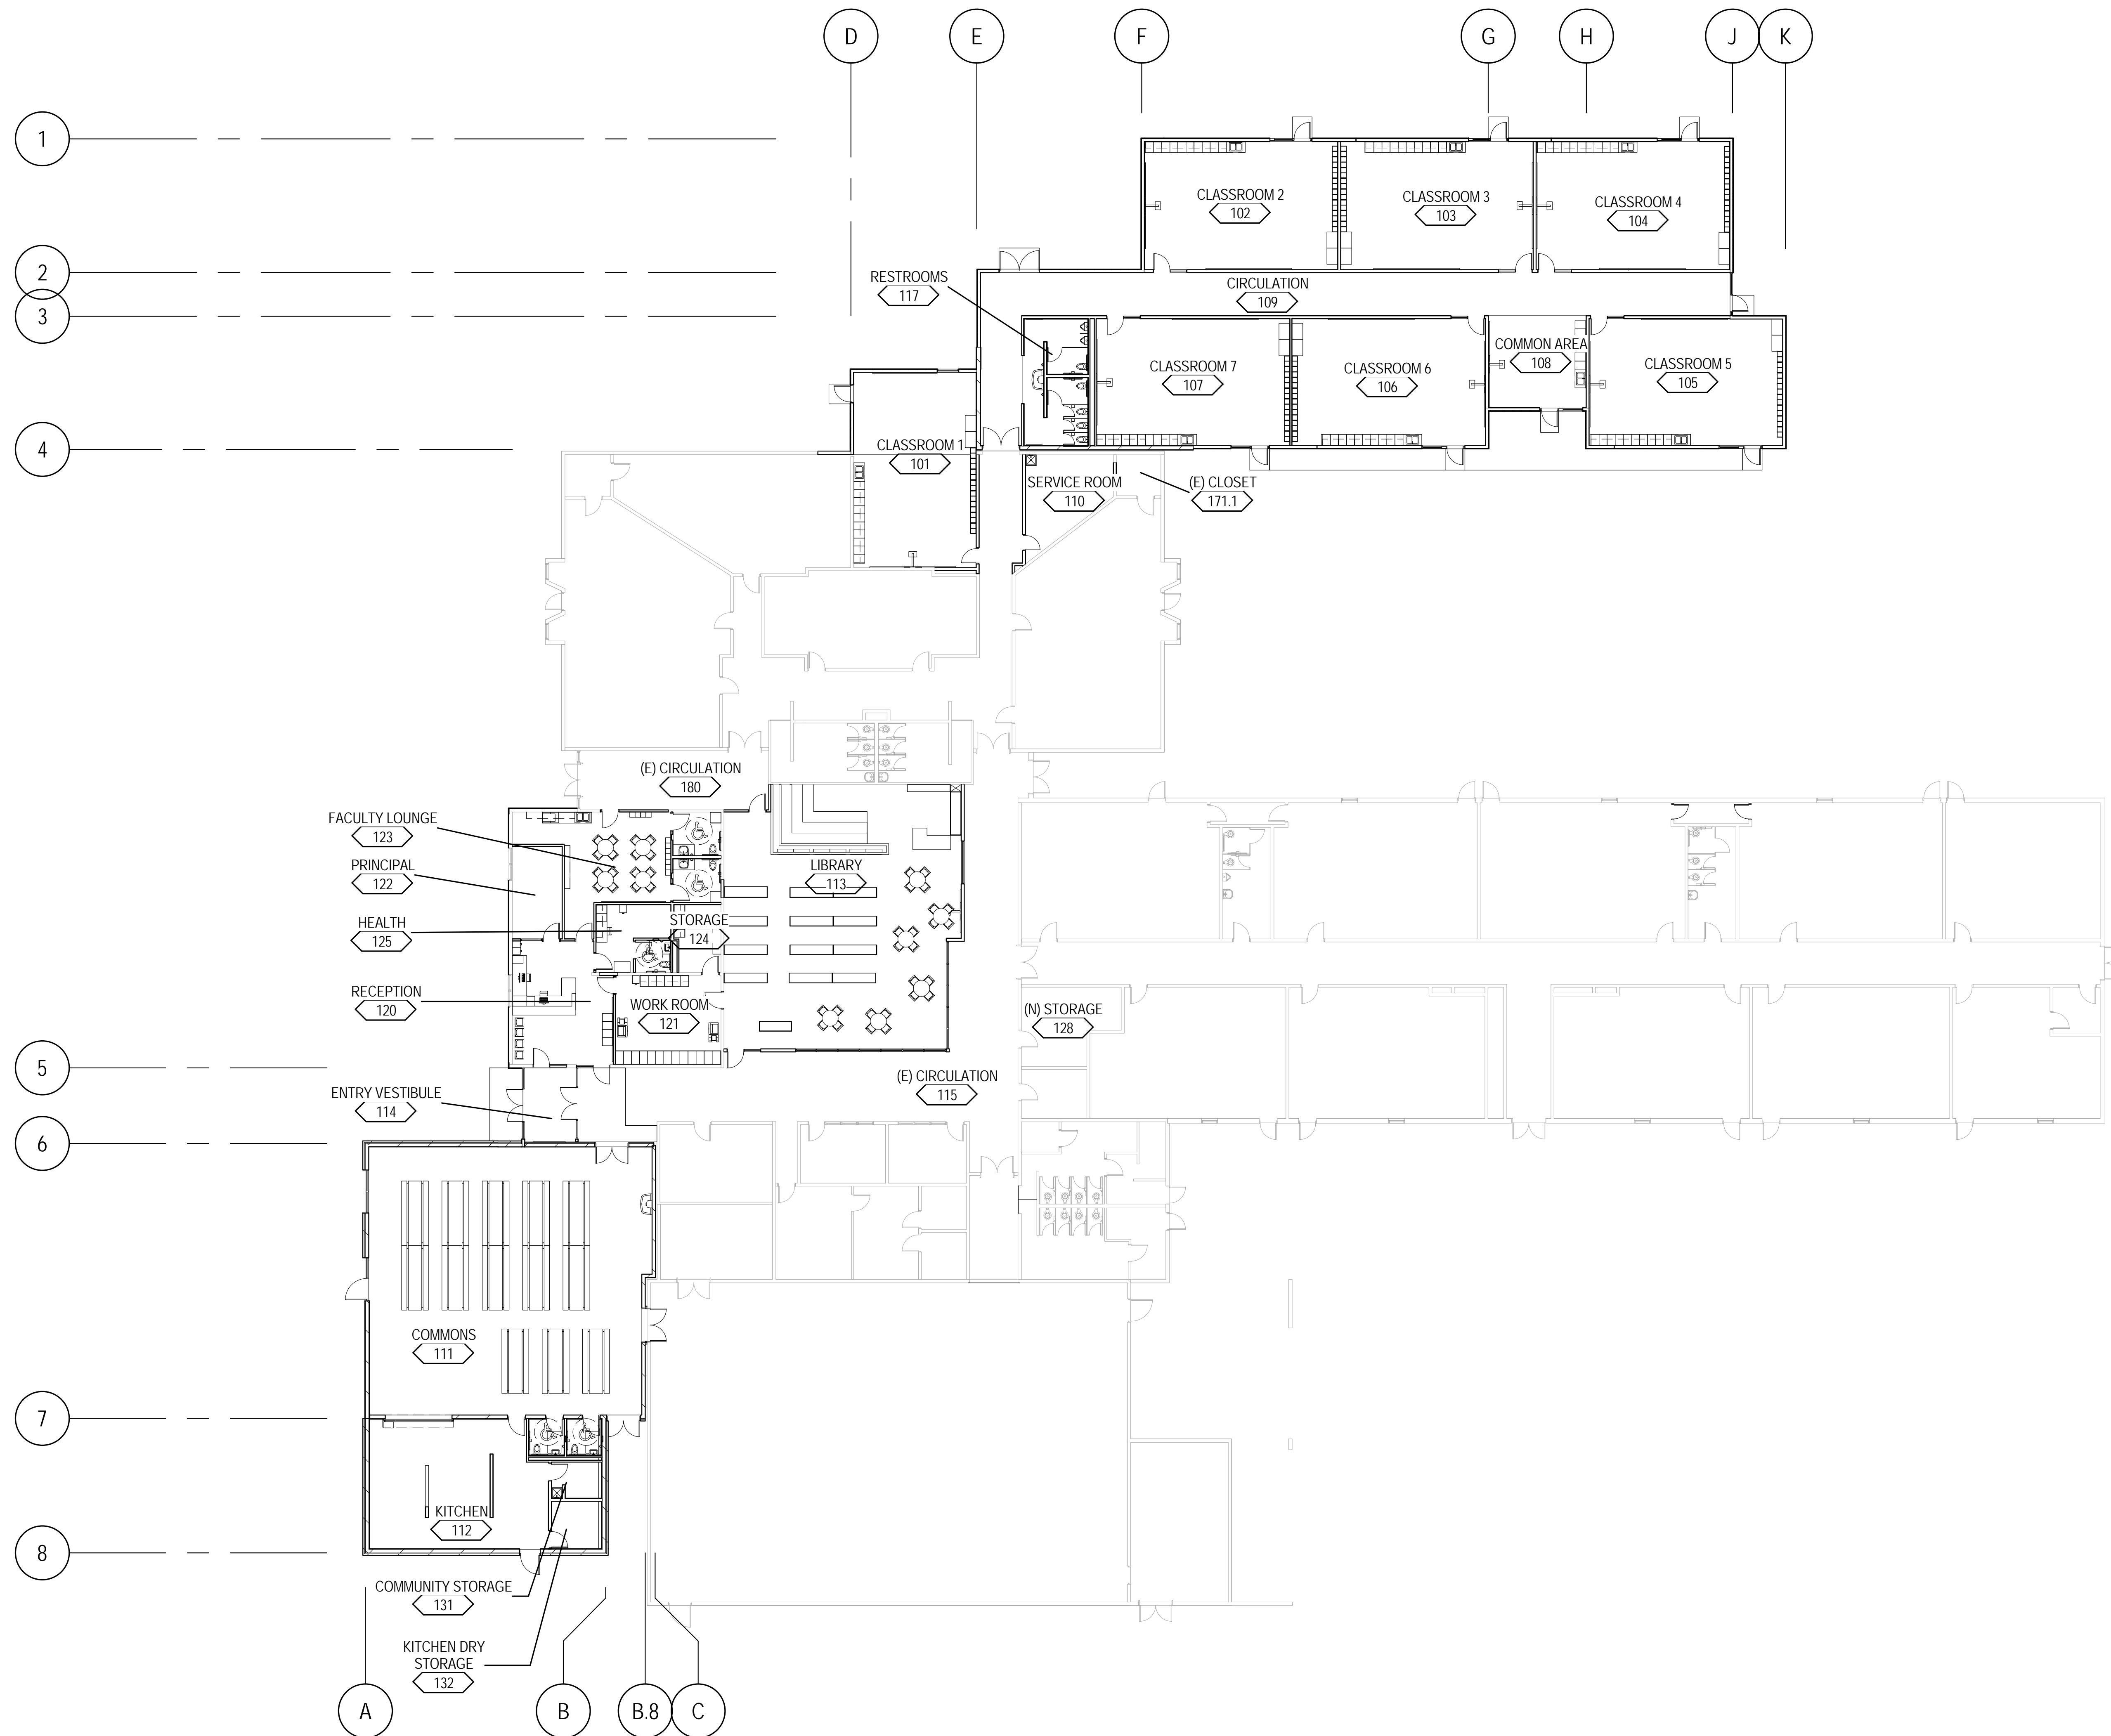 D
E
F
G
H
J
K
1
CLASSROOM 2
102
CLASSROOM 3
103
CLASSROOM 4
104
2
3
RESTROOMS
117
CIRCULATION
109
COMMON AREA
108
CLASSROOM 7
107
CLASSROOM 6
106
CLASSROOM 5
105
4
CLASSROOM 1
101
SERVICE ROOM
110
(E) CLOSET
171.1
(E) CIRCULATION
180
FACULTY LOUNGE
123
PRINCIPAL
122
LIBRARY
113
HEALTH
125
STORAGE
124
RECEPTION
120
WORK ROOM
121
(N) STORAGE
128
5
(E) CIRCULATION
115
ENTRY VESTIBULE
114
6
COMMONS
111
7
KITCHEN
112
8
COMMUNITY STORAGE
131
KITCHEN DRY
STORAGE
132
A
B
B.8
C